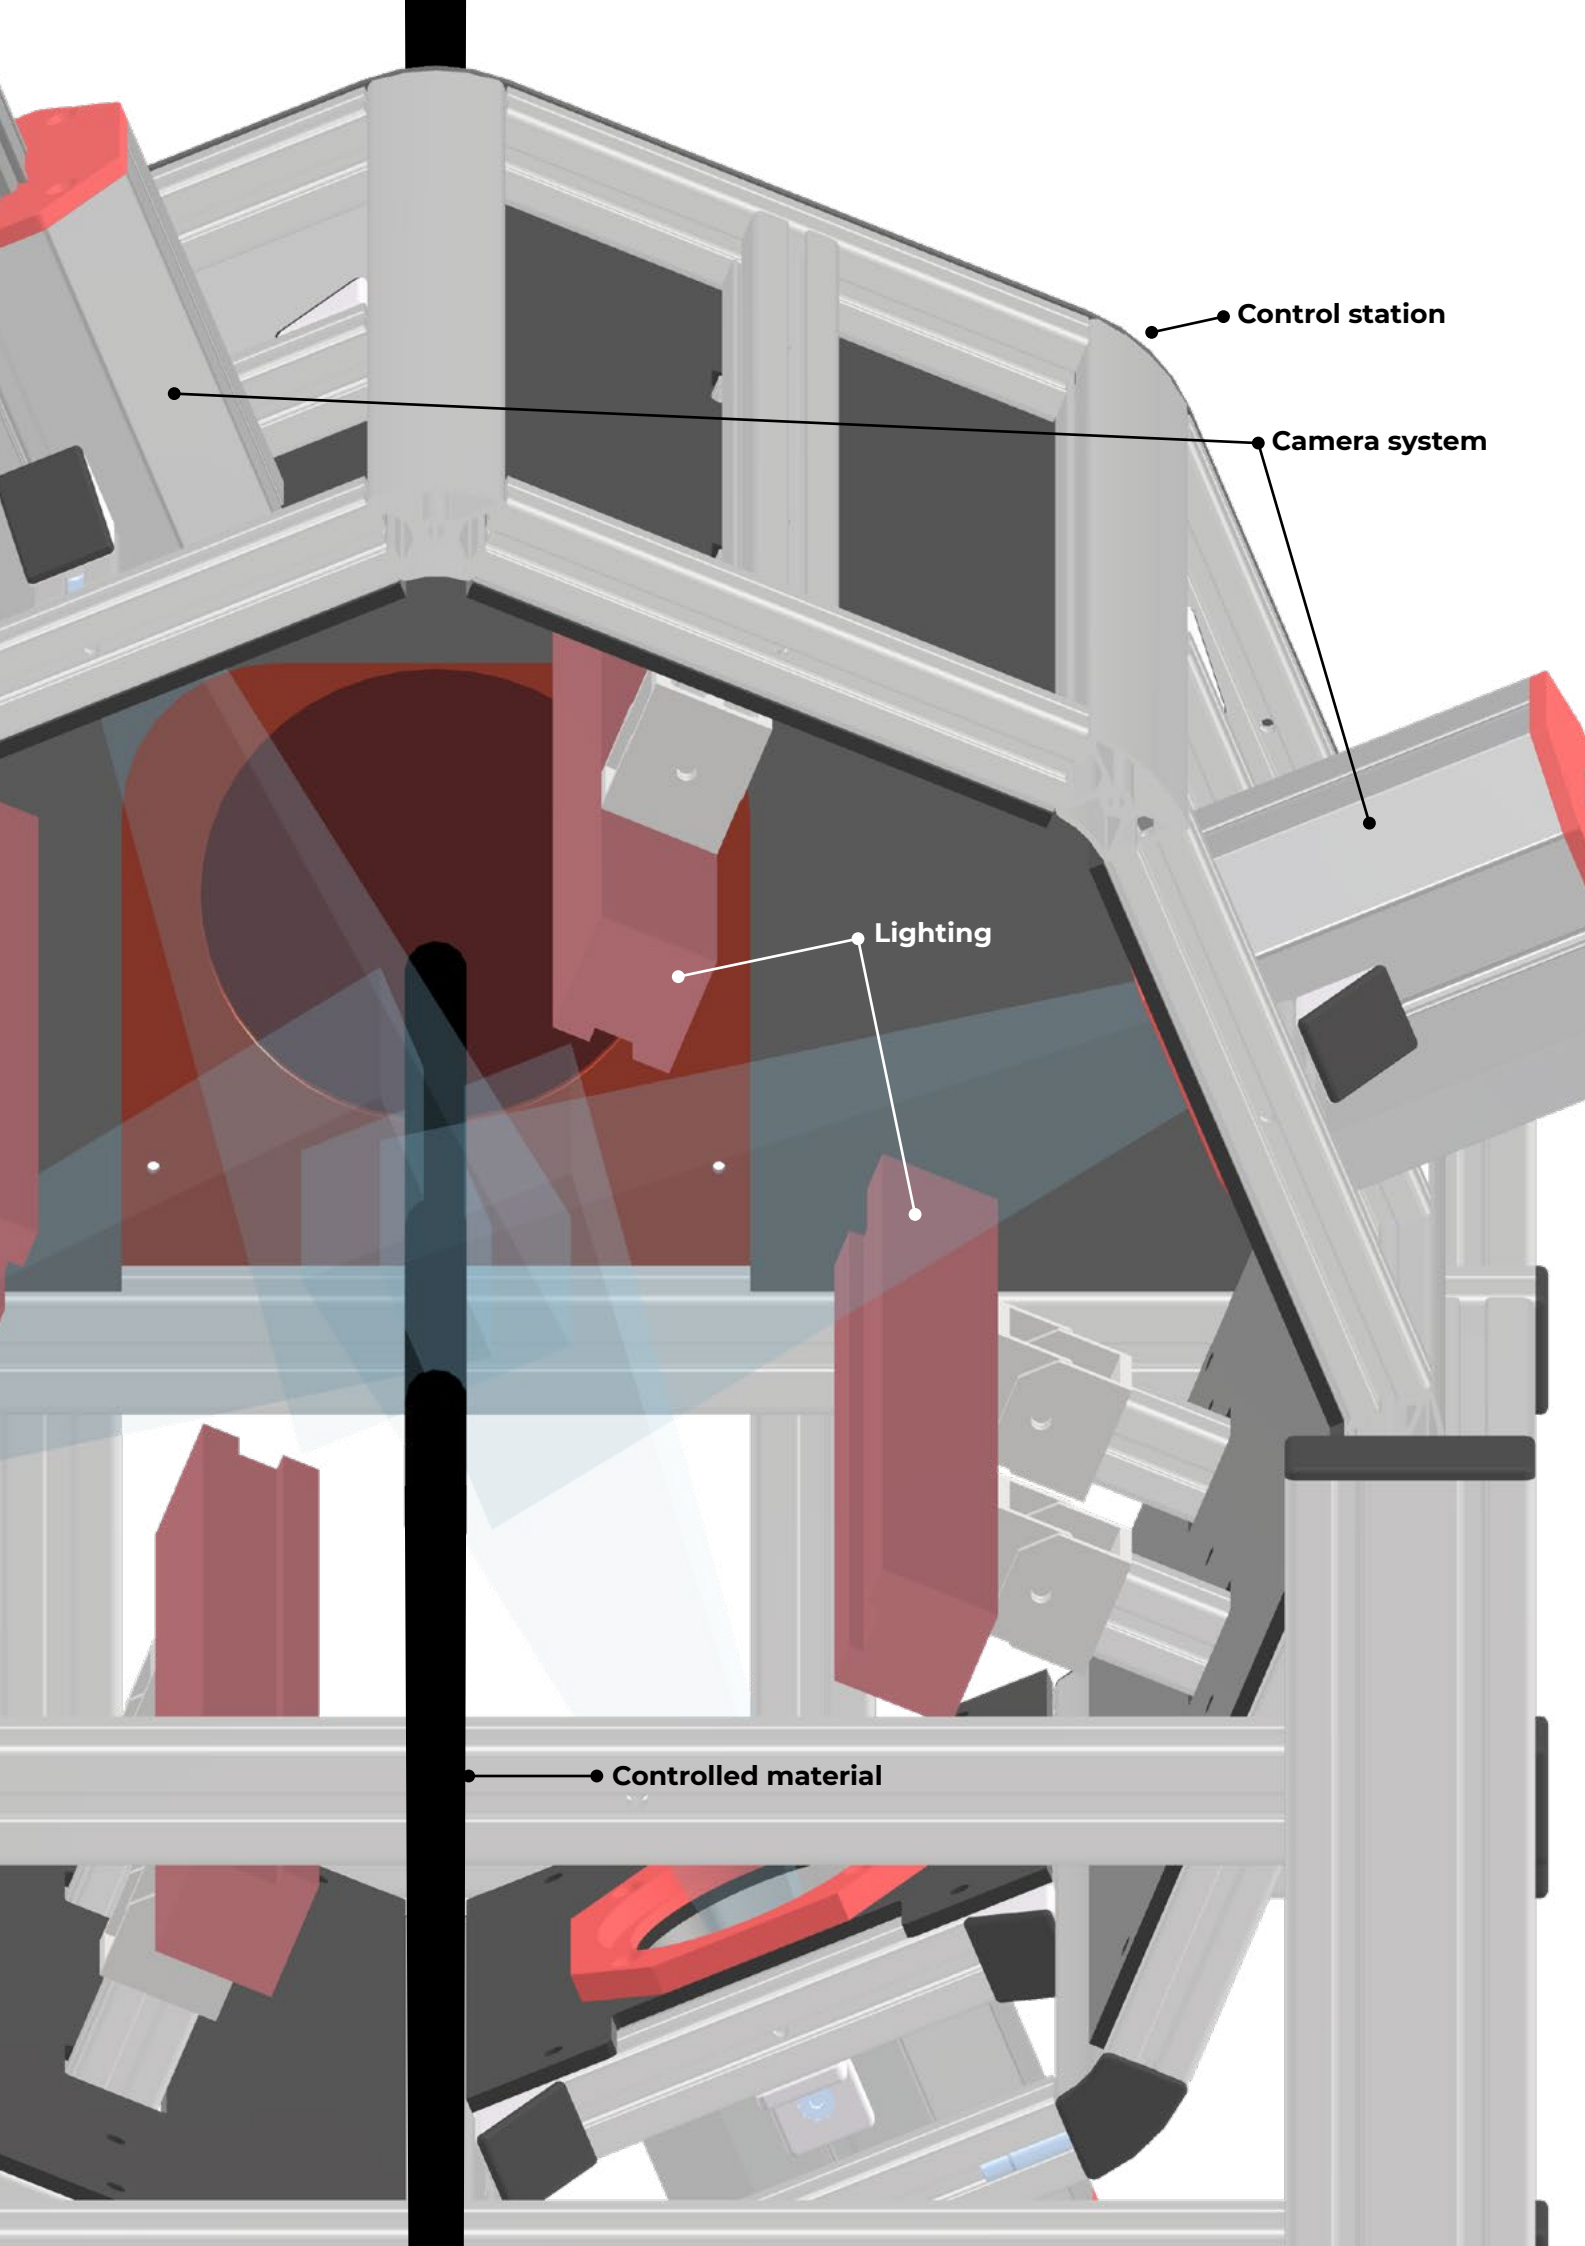 Control station
Camera system
Lighting
Controlled material